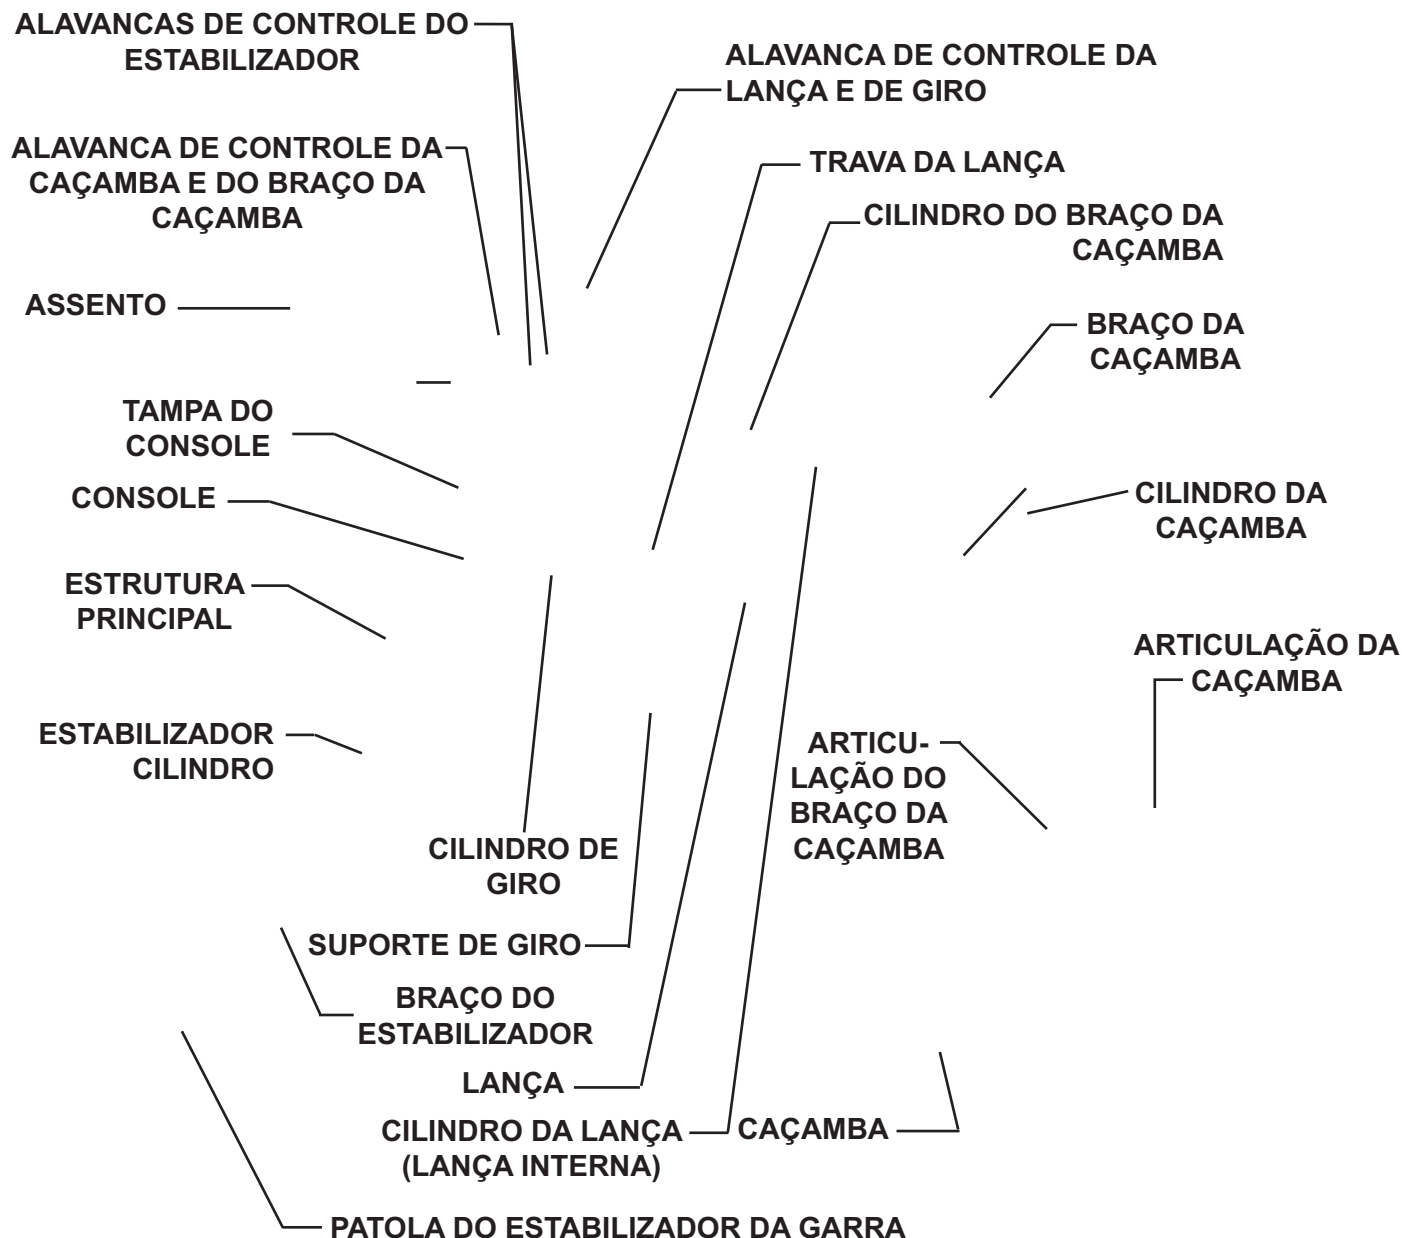 ALAVANCAS DE CONTROLE DO
ESTABILIZADOR
ALAVANCA DE CONTROLE DA
LANÇA E DE GIRO
ALAVANCA DE CONTROLE DA
CAÇAMBA E DO BRAÇO DA
CAÇAMBA
TRAVA DA LANÇA
CILINDRO DO BRAÇO DA
CAÇAMBA
ASSENTO
BRAÇO DA
CAÇAMBA
TAMPA DO
CONSOLE
CONSOLE
CILINDRO DA
CAÇAMBA
ESTRUTURA
PRINCIPAL
ARTICULAÇÃO DA
CAÇAMBA
ESTABILIZADOR
CILINDRO
ARTICU-
LAÇÃO DO
BRAÇO DA
CAÇAMBA
CILINDRO DE
GIRO
SUPORTE DE GIRO
BRAÇO DO
ESTABILIZADOR
LANÇA
CILINDRO DA LANÇA
(LANÇA INTERNA)
CAÇAMBA
PATOLA DO ESTABILIZADOR DA GARRA